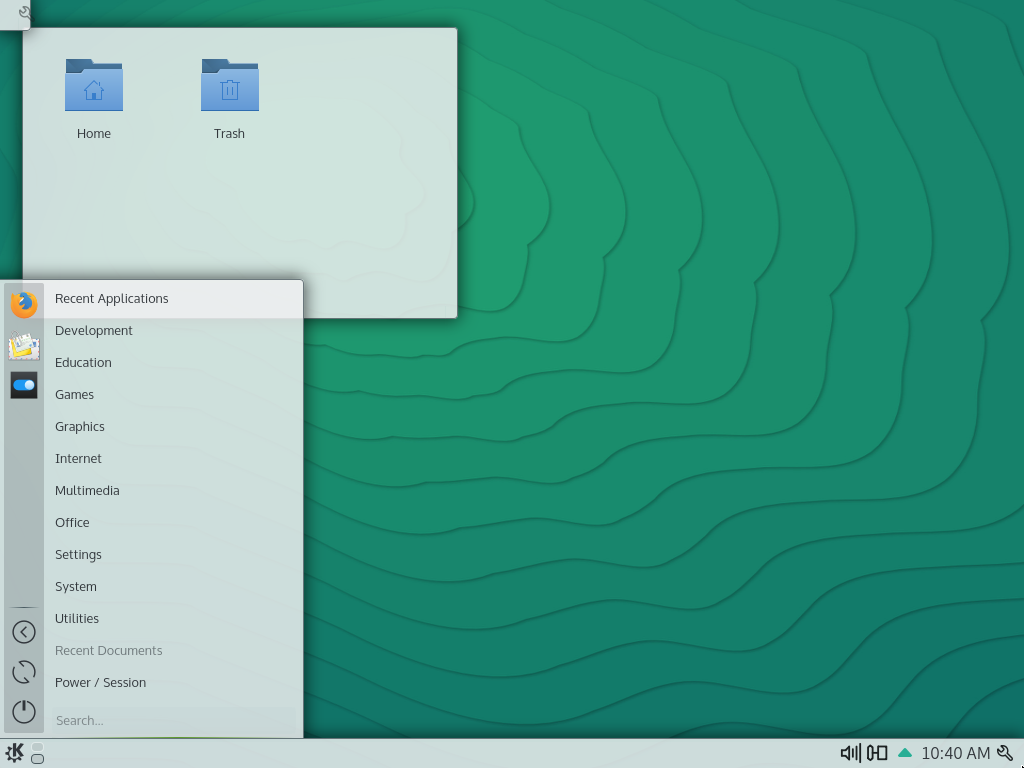 Home
Trash
Recent Applications
Development
Education
Games
Graphics
Internet
Multimedia
Office
Settings
System
Utilities
Recent Documents
Power / Session
Search...
10:40 AM